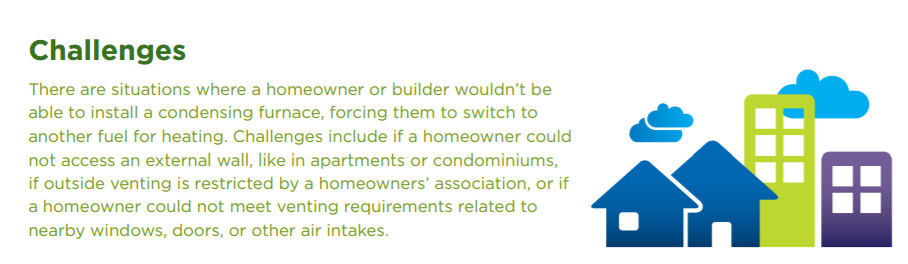 Challenges
There are situations where a homeowner or builder wouldn't be
able to install a condensing furnace, forcing them to switch to
another fuel for heating. Challenges include if a homeowner could
not access an external wall, like in apartments or condominiums,
if outside venting is restricted by a homeowners' association, or if
a homeowner could not meet venting requirements related to
nearby windows, doors, or other air intakes.